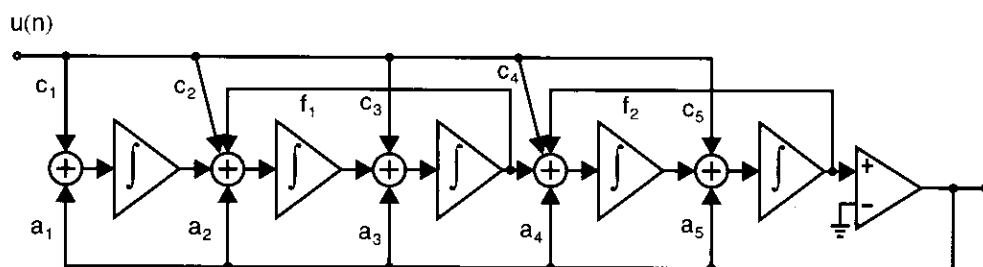 u(n)
c1 c2 f1 c3 c4 f2 c5
+ ∫ + ∫ + ∫ + ∫ + ∫ + −
a1 a2 a3 a4 a5